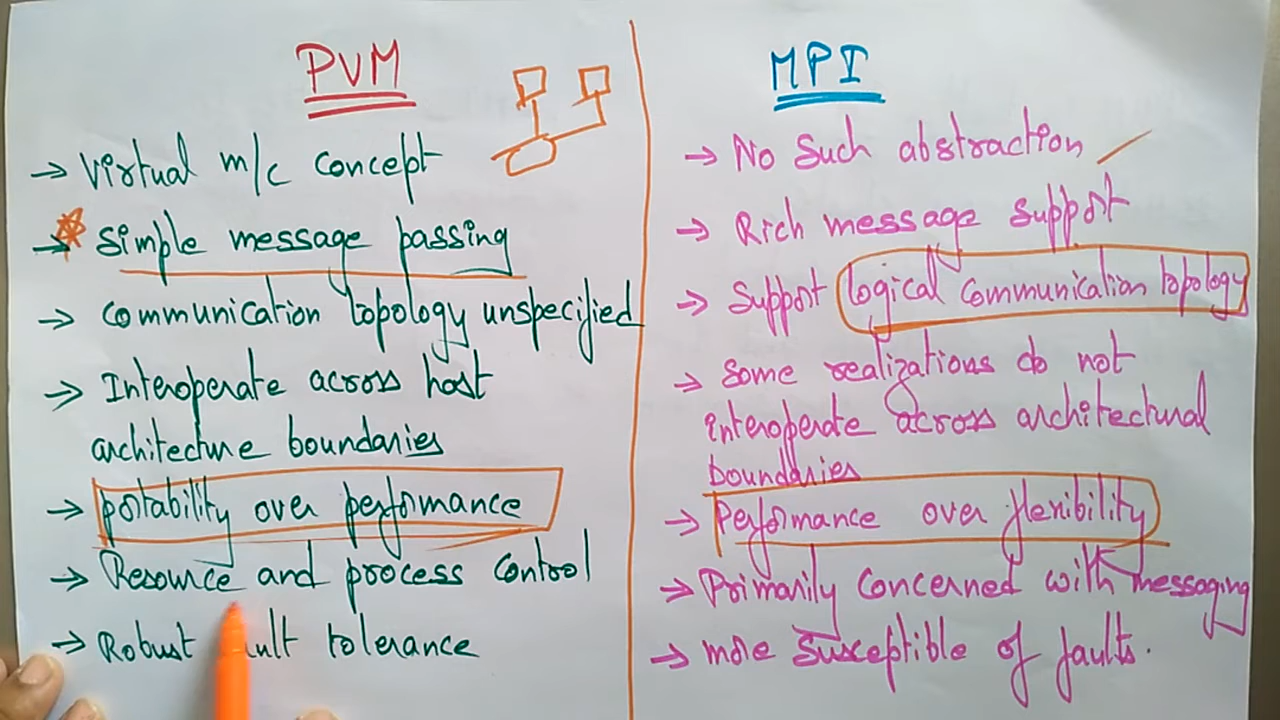 PVM
→ Virtual m/c concept
→ Simple message passing
→ Communication topology unspecified
→ Interoperate across host
architecture boundaries
→ portability over performance
→ Resource and process control
→ Robust ault tolerance
MPI
→ No Such abstraction
→ Rich message support
→ Support logical communication topology
→ Some realizations do not
interoperate across architectural
boundaries
→ Performance over flexibility
→ Primarily concerned with messaging
→ more Susceptible of faults.